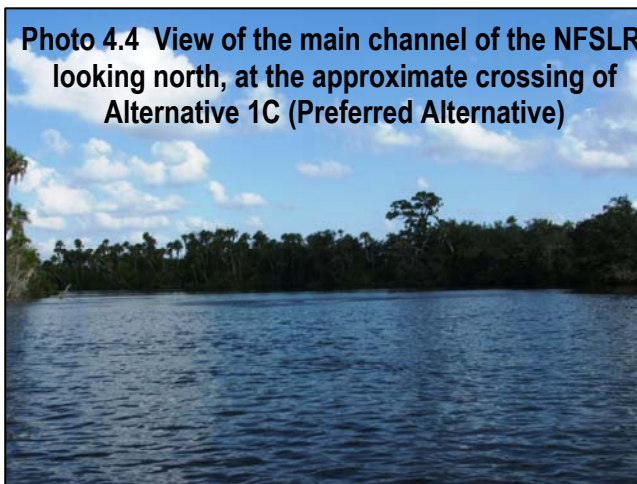 Photo 4.4 View of the main channel of the NFSLR
looking north, at the approximate crossing of
Alternative 1C (Preferred Alternative)